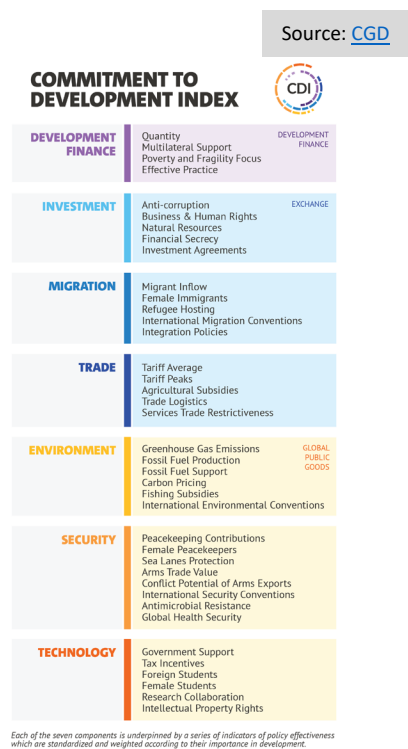 Source: CGD
COMMITMENT TO
DEVELOPMENT INDEX
CDI
DEVELOPMENT
FINANCE
Quantity
Multilateral Support
Poverty and Fragility Focus
Effective Practice
DEVELOPMENT
FINANCE
INVESTMENT
Anti-corruption
Business & Human Rights
Natural Resources
Financial Secrecy
Investment Agreements
EXCHANGE
MIGRATION
Migrant Inflow
Female Immigrants
Refugee Hosting
International Migration Conventions
Integration Policies
TRADE
Tariff Average
Tariff Peaks
Agricultural Subsidies
Trade Logistics
Services Trade Restrictiveness
ENVIRONMENT
Greenhouse Gas Emissions
Fossil Fuel Production
Fossil Fuel Support
Carbon Pricing
Fishing Subsidies
International Environmental Conventions
GLOBAL
PUBLIC
GOODS
SECURITY
Peacekeeping Contributions
Female Peacekeepers
Sea Lanes Protection
Arms Trade Value
Conflict Potential of Arms Exports
International Security Conventions
Antimicrobial Resistance
Global Health Security
TECHNOLOGY
Government Support
Tax Incentives
Foreign Students
Female Students
Research Collaboration
Intellectual Property Rights
Each of the seven components is underpinned by a series of indicators of policy effectiveness
which are standardized and weighted according to their importance in development.